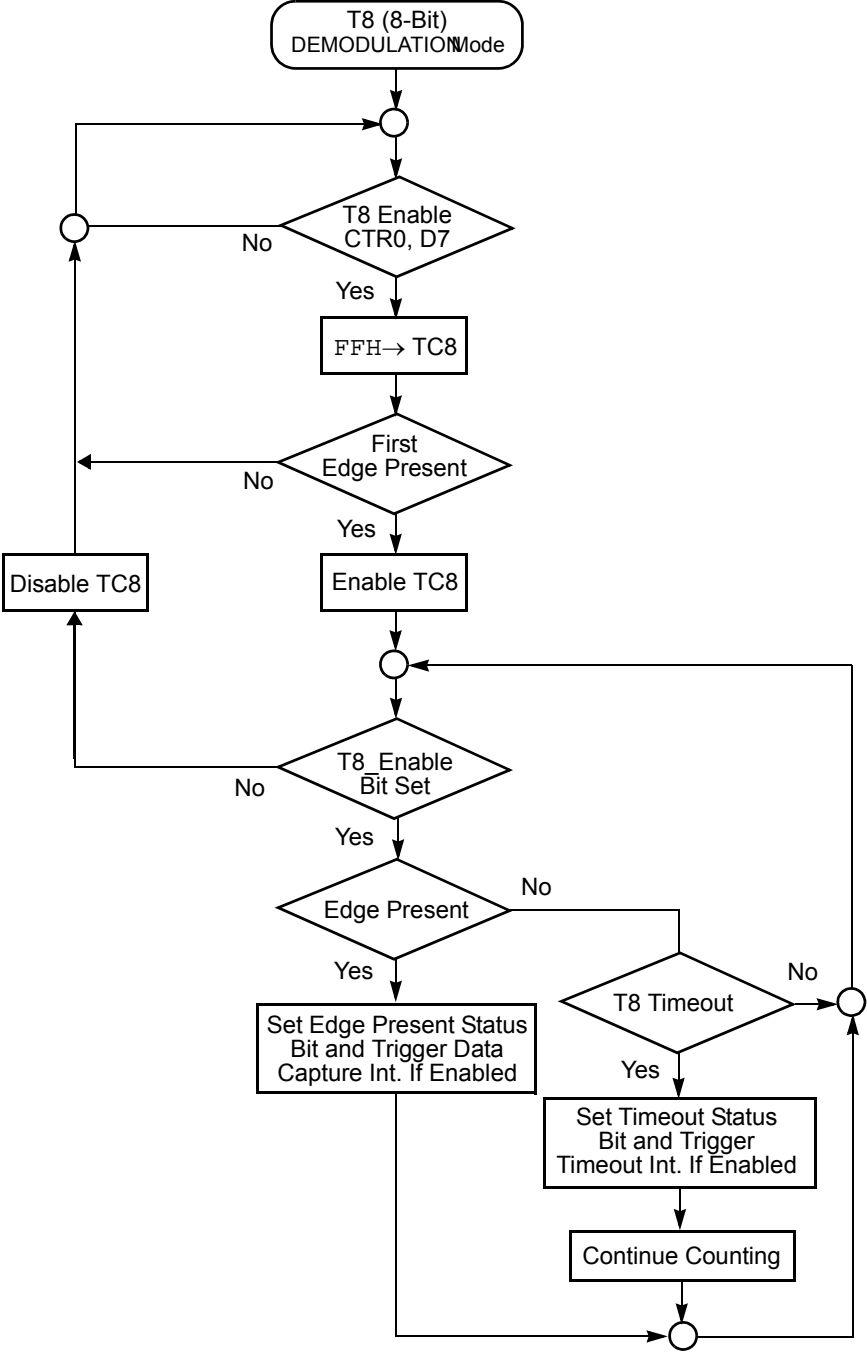 T8 (8-Bit)
DEMODULATION Mode
T8 Enable
CTR0, D7
No
Yes
FFH→ TC8
First
Edge Present
No
Yes
Disable TC8
Enable TC8
T8_Enable
Bit Set
No
Yes
Edge Present
No
Yes
T8 Timeout
No
Set Edge Present Status
Bit and Trigger Data
Capture Int. If Enabled
Yes
Set Timeout Status
Bit and Trigger
Timeout Int. If Enabled
Continue Counting